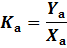 Kₐ = Yₐ / Xₐ